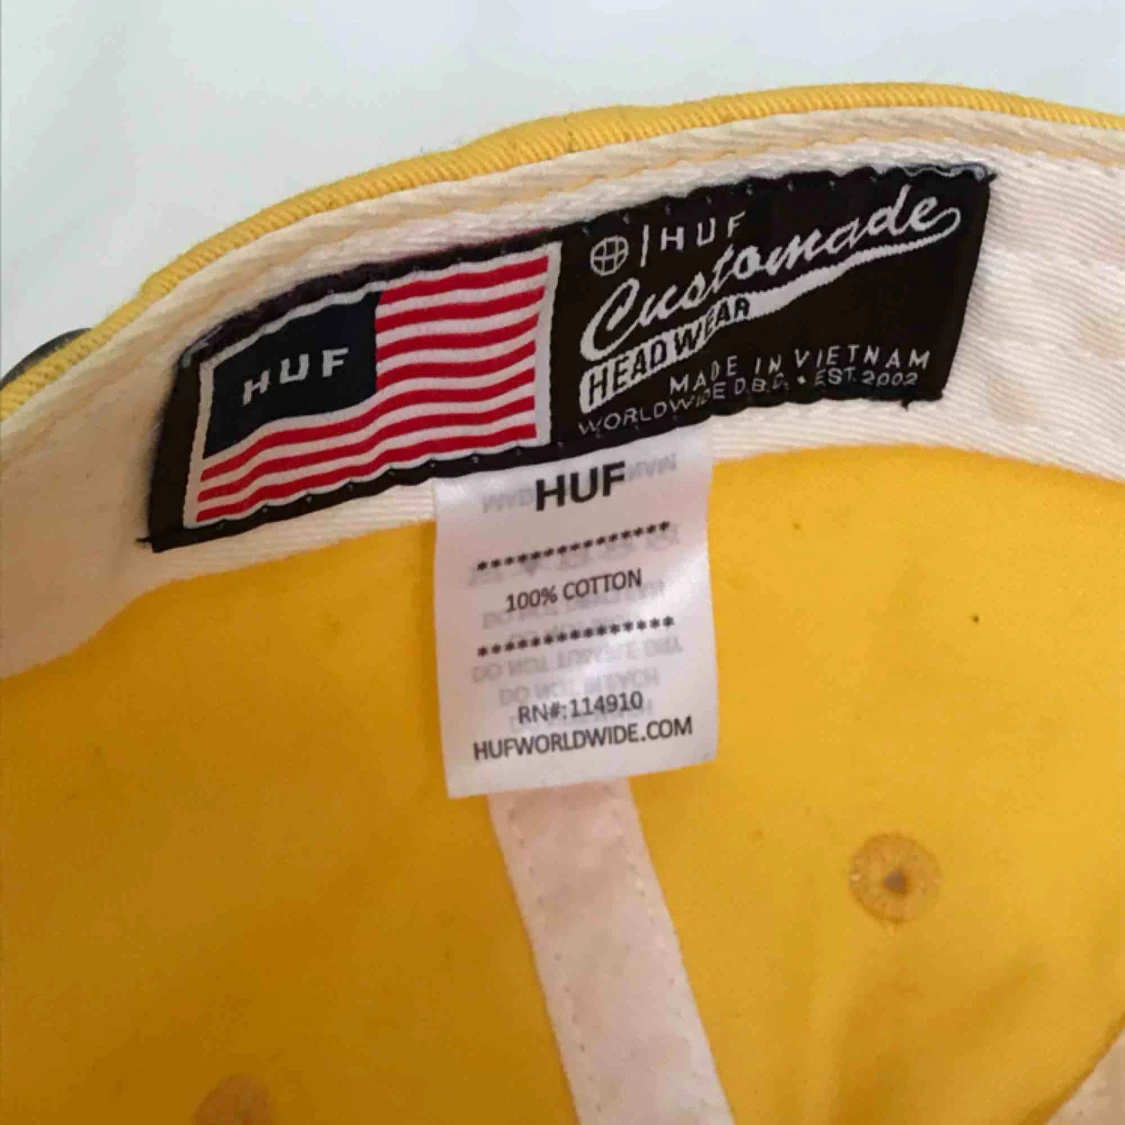 HUF
HUF
Customade
HEADWEAR
MADE IN VIETNAM
WORLDWIDE D.B.C. • EST. 2002
HUF
***************
100% COTTON
***************
RN#:114910
HUFWORLDWIDE.COM